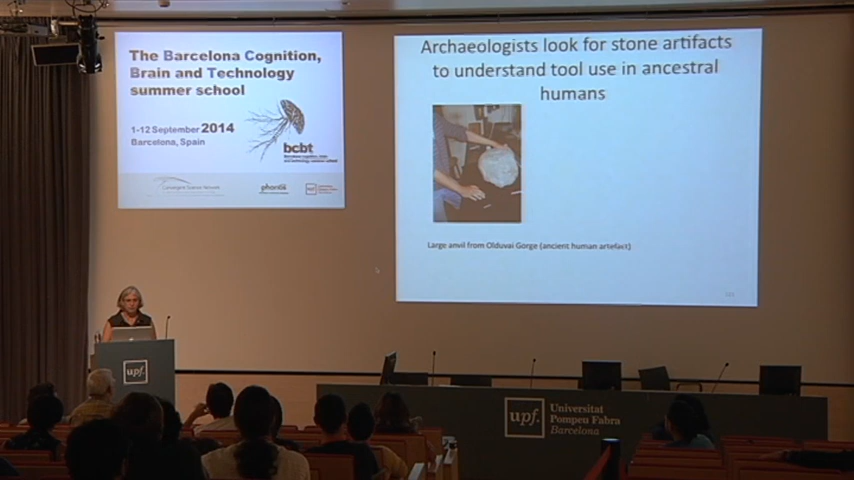 The Barcelona Cognition,
Brain and Technology
summer school
1-12 September 2014
Barcelona, Spain
bcbt
Archaeologists look for stone artifacts
to understand tool use in ancestral
humans
Large anvil from Olduvai Gorge (ancient human artefact)
upf.
upf.
Universitat
Pompeu Fabra
Barcelona